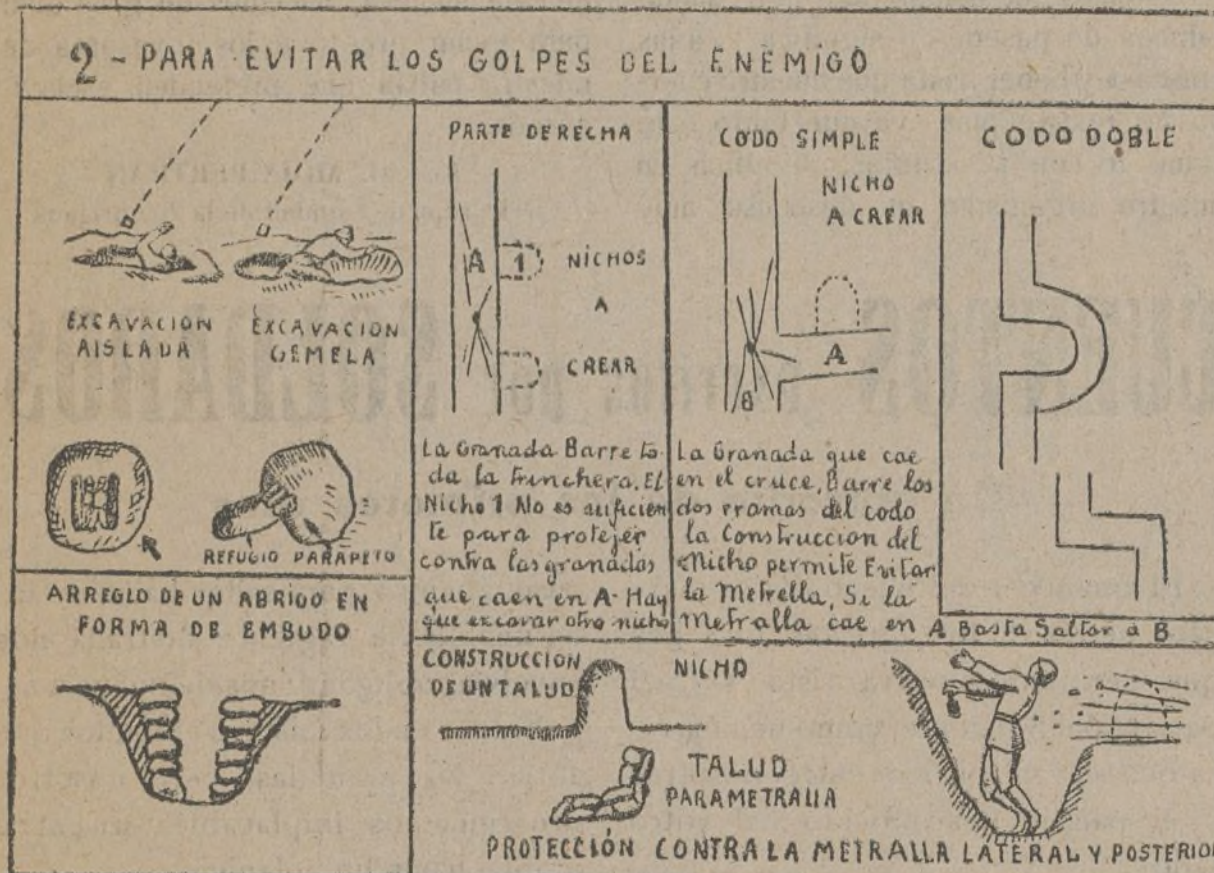 2 - PARA EVITAR LOS GOLPES DEL ENEMIGO
EXCAVACION
AISLADA
EXCAVACION
GEMELA
REFUGIO PARAPETO
PARTE DERECHA
A
1
NICHOS
A
CREAR
La Granada Barre to-
da la trinchera. El
Nicho 1 No es suficien
te para protejer
contra las granadas
que caen en A- Hay
que excavar otro nicho
CODO SIMPLE
NICHO
A CREAR
A
B
La Granada que cae
en el cruce, Barre los
dos rramas del codo
la Construccion del
Nicho permite Evitar
la Metrella, Si la
Metralla cae en A Basta Saltar a B
CODO DOBLE
ARREGLO DE UN ABRIGO EN
FORMA DE EMBUDO
CONSTRUCCION
DE UN TALUD
NICHO
TALUD
PARAMETRALLA
PROTECCIÓN CONTRA LA METRALLA LATERAL Y POSTERIOR